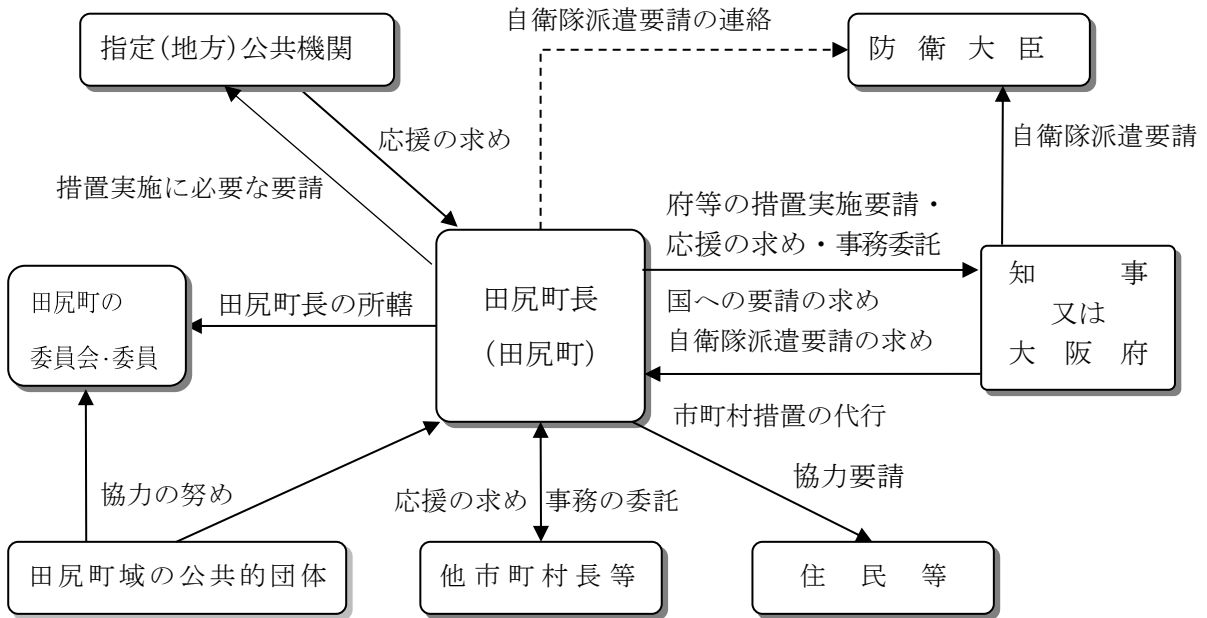 自衛隊派遣要請の連絡
指定(地方)公共機関
防衛大臣
応援の求め
自衛隊派遣要請
措置実施に必要な要請
府等の措置実施要請・
応援の求め・事務委託
田尻町の
委員会・委員
田尻町長の所轄
田尻町長
(田尻町)
国への要請の求め
自衛隊派遣要請の求め
知事
又は
大阪府
市町村措置の代行
協力の努め
応援の求め
事務の委託
協力要請
田尻町域の公共的団体
他市町村長等
住民等